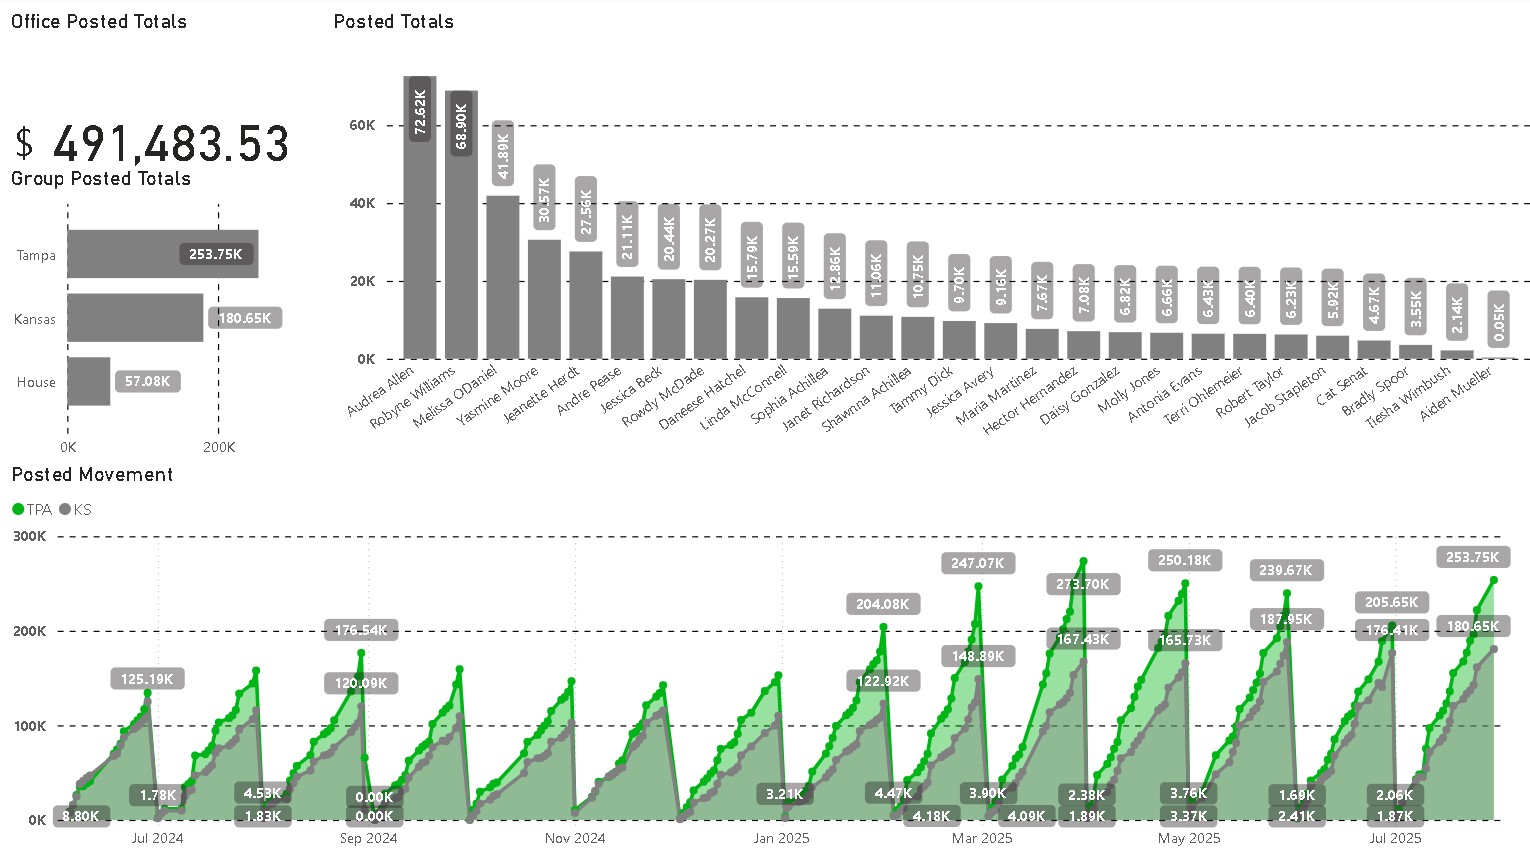 Office Posted Totals
$ 491,483.53
Group Posted Totals
Tampa 253.75K
Kansas 180.65K
House 57.08K
0K 200K
Posted Totals
60K
40K
20K
0K
72.62K 68.90K 41.89K 30.57K 27.56K 21.11K 20.44K 20.27K 15.79K 15.59K 12.86K 11.06K 10.75K 9.70K 9.16K 7.67K 7.08K 6.82K 6.66K 6.43K 6.40K 6.23K 5.92K 4.67K 3.55K 2.14K 0.05K
Audrea Allen
Robyne Williams
Melissa ODaniel
Yasmine Moore
Jeanette Herdt
Andre Pease
Jessica Beck
Rowdy McDade
Daneese Hatchel
Linda McConnell
Sophia Achillea
Janet Richardson
Shawnna Achillea
Tammy Dick
Jessica Avery
Maria Martinez
Hector Hernandez
Daisy Gonzalez
Molly Jones
Antonia Evans
Terri Ohlemeier
Robert Taylor
Jacob Stapleton
Cat Senat
Bradly Spoor
Tiesha Winbush
Aiden Mueller
Posted Movement
TPA KS
300K
200K
100K
0K
247.07K 273.70K 250.18K 239.67K 253.75K
204.08K 205.65K
176.54K 187.95K 176.41K 180.65K
148.89K 167.43K 165.73K
125.19K 120.09K 122.92K
1.78K 4.53K 0.00K 3.21K 4.47K 3.90K 2.38K 3.76K 1.69K 2.06K
8.80K 1.83K 0.00K 4.18K 4.09K 1.89K 3.37K 2.41K 1.87K
Jul 2024 Sep 2024 Nov 2024 Jan 2025 Mar 2025 May 2025 Jul 2025